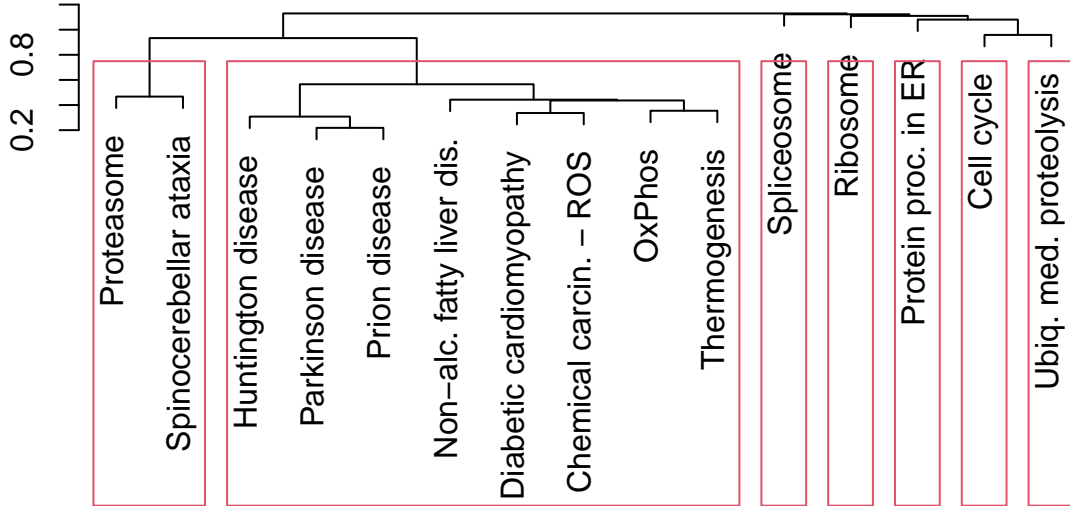 0.8
0.2
Proteasome
Spinocerebellar ataxia
Huntington disease
Parkinson disease
Prion disease
Non−alc. fatty liver dis.
Diabetic cardiomyopathy
Chemical carcin. − ROS
OxPhos
Thermogenesis
Spliceosome
Ribosome
Protein proc. in ER
Cell cycle
Ubiq. med. proteolysis